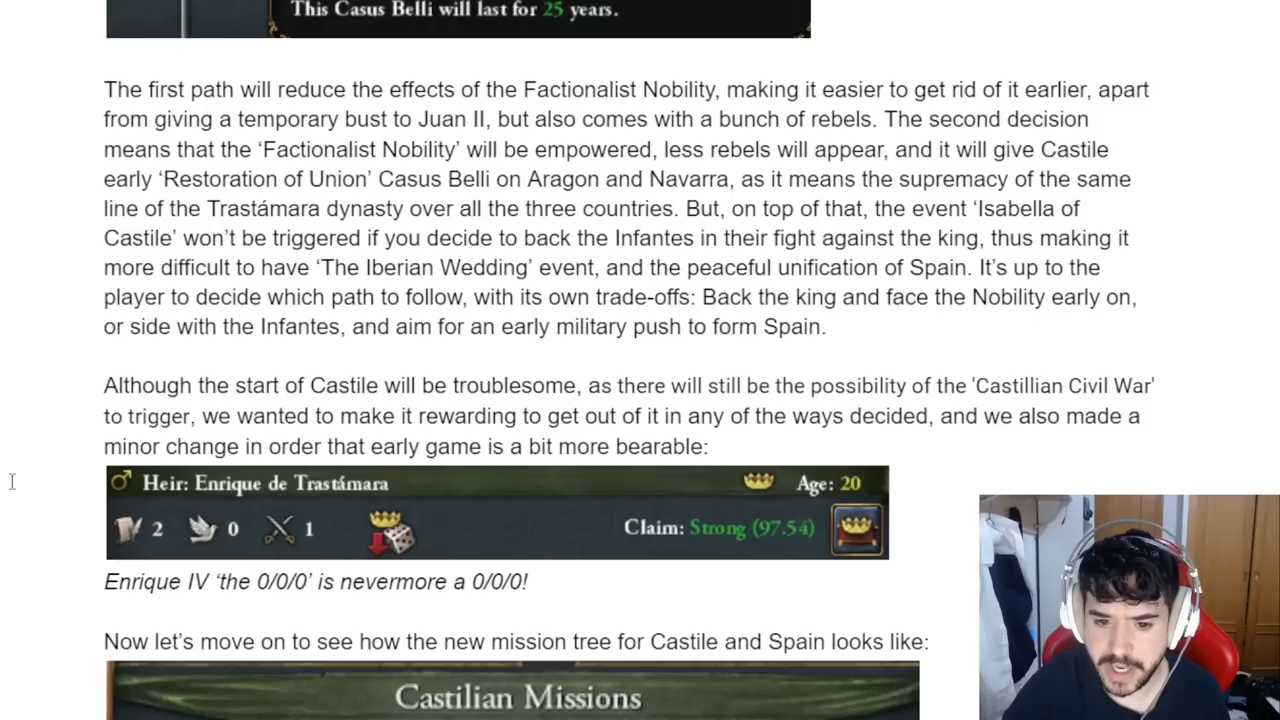 This Casus Belli will last for 25 years.
The first path will reduce the effects of the Factionalist Nobility, making it easier to get rid of it earlier, apart
from giving a temporary bust to Juan II, but also comes with a bunch of rebels. The second decision
means that the ‘Factionalist Nobility’ will be empowered, less rebels will appear, and it will give Castile
early ‘Restoration of Union’ Casus Belli on Aragon and Navarra, as it means the supremacy of the same
line of the Trastámara dynasty over all the three countries. But, on top of that, the event ‘Isabella of
Castile’ won’t be triggered if you decide to back the Infantes in their fight against the king, thus making it
more difficult to have ‘The Iberian Wedding’ event, and the peaceful unification of Spain. It’s up to the
player to decide which path to follow, with its own trade-offs: Back the king and face the Nobility early on,
or side with the Infantes, and aim for an early military push to form Spain.
Although the start of Castile will be troublesome, as there will still be the possibility of the 'Castillian Civil War'
to trigger, we wanted to make it rewarding to get out of it in any of the ways decided, and we also made a
minor change in order that early game is a bit more bearable:
Heir: Enrique de Trastámara Age: 20
2 0 1 Claim: Strong (97.54)
Enrique IV ‘the 0/0/0’ is nevermore a 0/0/0!
Now let’s move on to see how the new mission tree for Castile and Spain looks like:
Castilian Missions